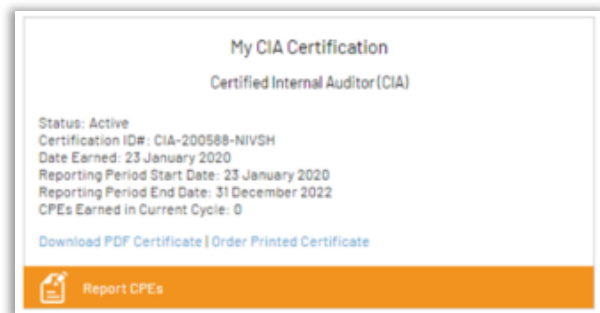 My CIA Certification
Certified Internal Auditor (CIA)
Status: Active
Certification ID#: CIA-200588-NIVSH
Date Earned: 23 January 2020
Reporting Period Start Date: 23 January 2020
Reporting Period End Date: 31 December 2022
CPEs Earned in Current Cycle: 0
Download PDF Certificate | Order Printed Certificate
Report CPEs